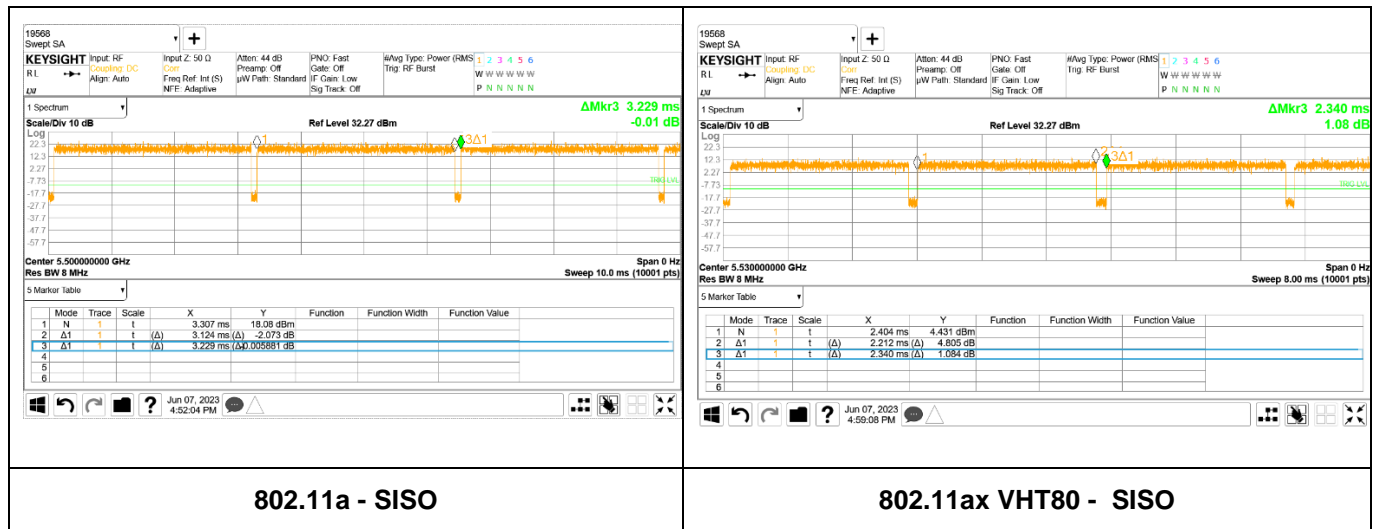 19568
Swept SA
+
KEYSIGHT Input: RF Input Z: 50 Ω Atten: 44 dB PNO: Fast #Avg Type: Power (RMS 1 2 3 4 5 6
R L Coupling: DC Corr Preamp: Off Gate: Off Trig: RF Burst
Align: Auto Freq Ref: Int (S) µW Path: Standard IF Gain: Low W W W W W W
LXI NFE: Adaptive Sig Track: Off P N N N N N
1 Spectrum
ΔMkr3 3.229 ms
Scale/Div 10 dB Ref Level 32.27 dBm -0.01 dB
Log
22.3
12.3
2.27
-7.73
-17.7
-27.7
-37.7
-47.7
-57.7
1
3Δ1
TRIG LVL
Center 5.500000000 GHz Span 0 Hz
Res BW 8 MHz Sweep 10.0 ms (10001 pts)
5 Marker Table
Mode Trace Scale X Y Function Function Width Function Value
1 N 1 t 3.307 ms 18.08 dBm
2 Δ1 1 t (Δ) 3.124 ms (Δ) -2.073 dB
3 Δ1 1 t (Δ) 3.229 ms (Δ) 0.005881 dB
4
5
6
? Jun 07, 2023
4:52:04 PM
802.11a - SISO
19568
Swept SA
+
KEYSIGHT Input: RF Input Z: 50 Ω Atten: 44 dB PNO: Fast #Avg Type: Power (RMS 1 2 3 4 5 6
R L Coupling: DC Corr Preamp: Off Gate: Off Trig: RF Burst
Align: Auto Freq Ref: Int (S) µW Path: Standard IF Gain: Low W W W W W W
LXI NFE: Adaptive Sig Track: Off P N N N N N
1 Spectrum
ΔMkr3 2.340 ms
Scale/Div 10 dB Ref Level 32.27 dBm 1.08 dB
Log
22.3
12.3
2.27
-7.73
-17.7
-27.7
-37.7
-47.7
-57.7
1
2
3Δ1
TRIG LVL
Center 5.530000000 GHz Span 0 Hz
Res BW 8 MHz Sweep 8.00 ms (10001 pts)
5 Marker Table
Mode Trace Scale X Y Function Function Width Function Value
1 N 1 t 2.404 ms 4.431 dBm
2 Δ1 1 t (Δ) 2.212 ms (Δ) 4.805 dB
3 Δ1 1 t (Δ) 2.340 ms (Δ) 1.084 dB
4
5
6
? Jun 07, 2023
4:59:08 PM
802.11ax VHT80 - SISO